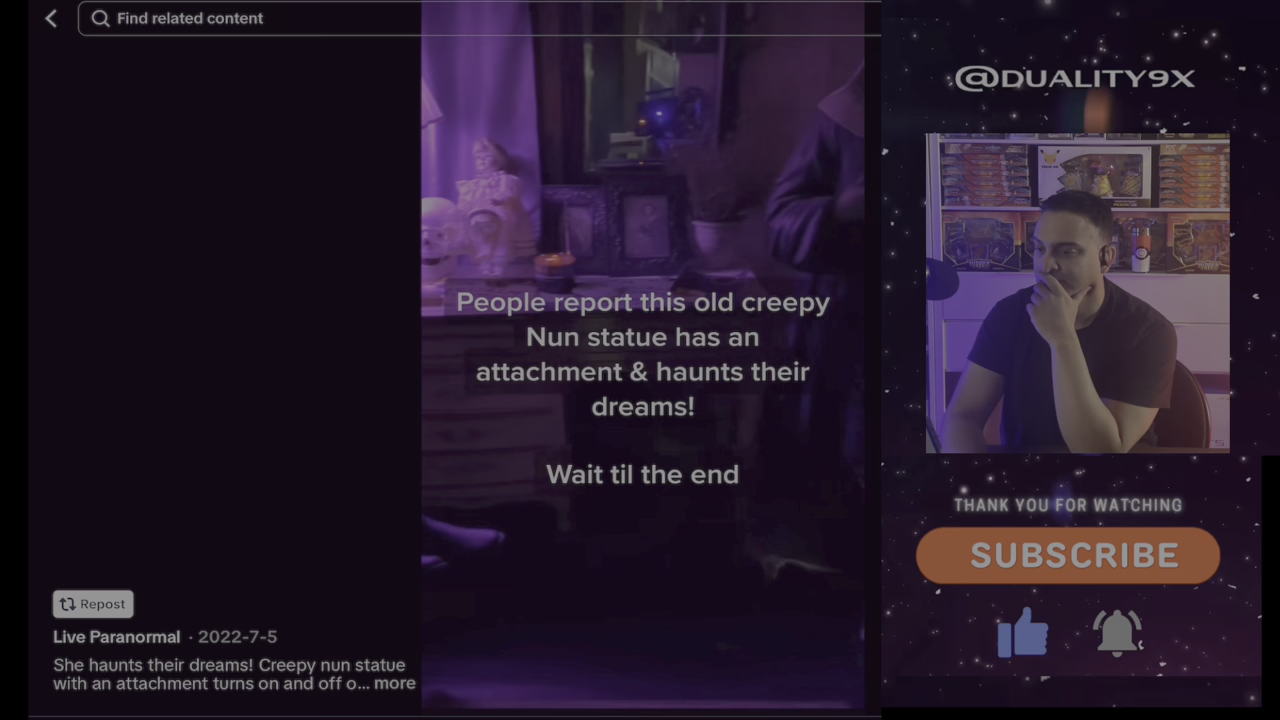 Find related content
@DUALITY9X
People report this old creepy
Nun statue has an
attachment & haunts their
dreams!
Wait til the end
THANK YOU FOR WATCHING
SUBSCRIBE
Repost
Live Paranormal · 2022-7-5
She haunts their dreams! Creepy nun statue
with an attachment turns on and off o... more